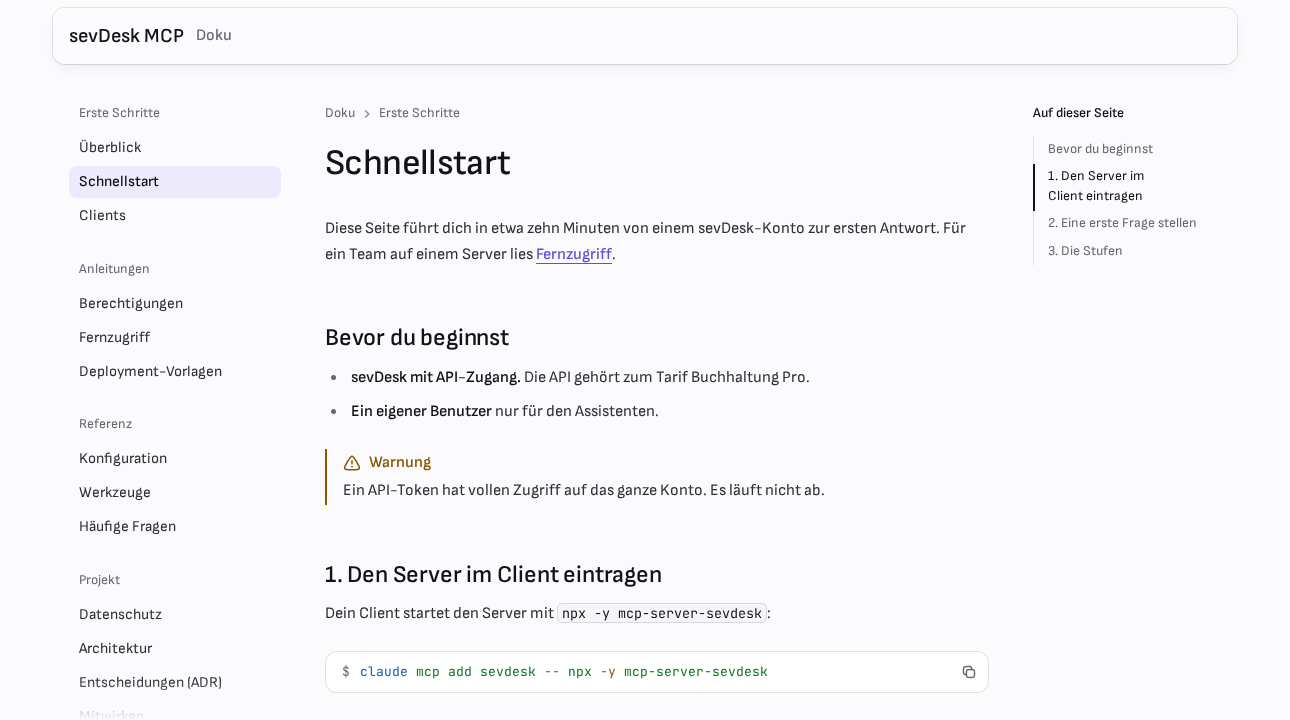 sevDesk MCP Doku
Erste Schritte
Überblick
Schnellstart
Clients
Anleitungen
Berechtigungen
Fernzugriff
Deployment-Vorlagen
Referenz
Konfiguration
Werkzeuge
Häufige Fragen
Projekt
Datenschutz
Architektur
Entscheidungen (ADR)
Mitwirken
Doku > Erste Schritte
Schnellstart
Diese Seite führt dich in etwa zehn Minuten von einem sevDesk-Konto zur ersten Antwort. Für
ein Team auf einem Server lies Fernzugriff.
Bevor du beginnst
• sevDesk mit API-Zugang. Die API gehört zum Tarif Buchhaltung Pro.
• Ein eigener Benutzer nur für den Assistenten.
Warnung
Ein API-Token hat vollen Zugriff auf das ganze Konto. Es läuft nicht ab.
1. Den Server im Client eintragen
Dein Client startet den Server mit npx -y mcp-server-sevdesk:
$ claude mcp add sevdesk -- npx -y mcp-server-sevdesk
Auf dieser Seite
Bevor du beginnst
1. Den Server im
Client eintragen
2. Eine erste Frage stellen
3. Die Stufen